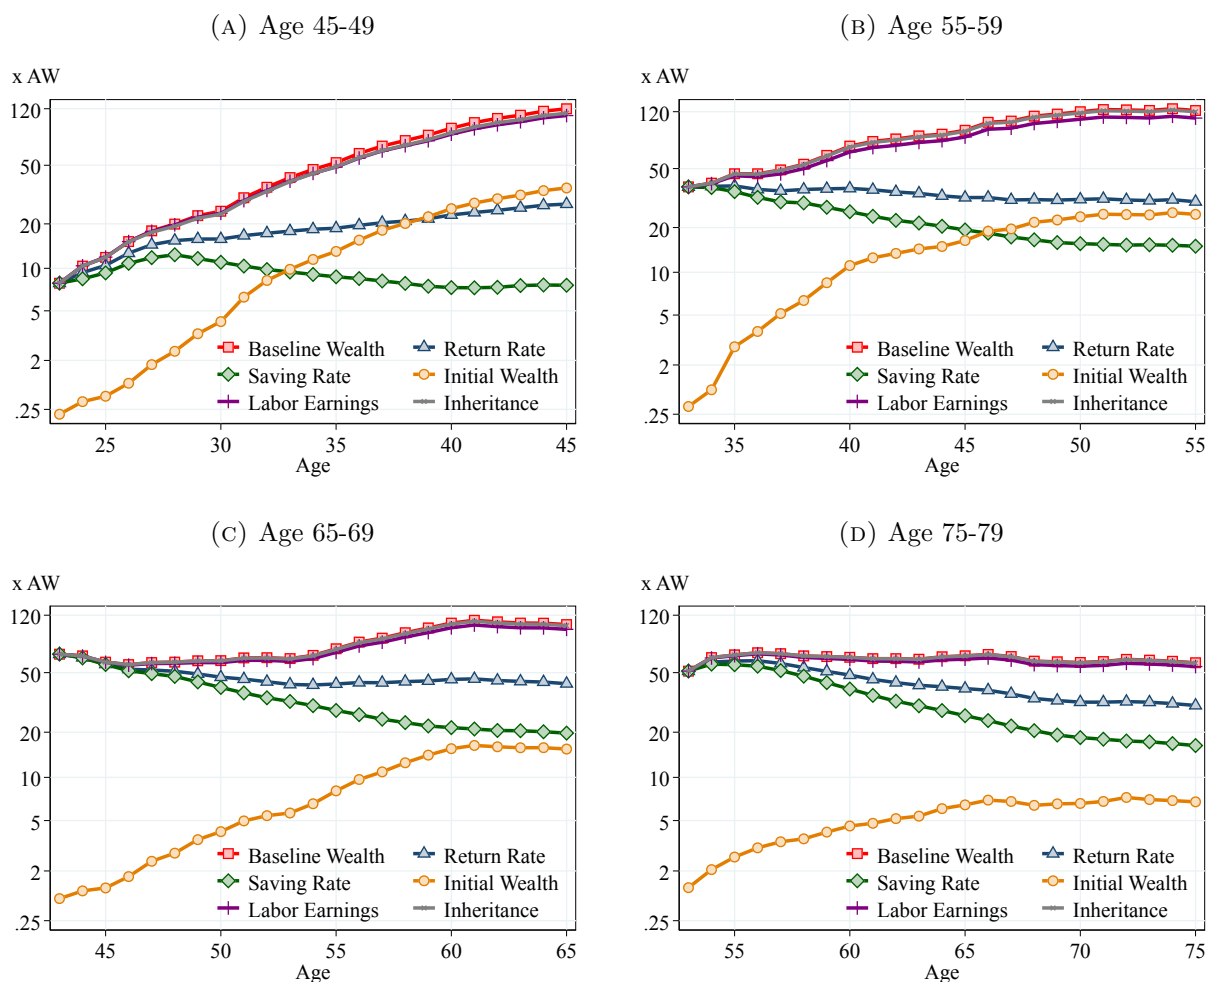 (A) Age 45-49
x AW
120
50
20
10
5
2
.25
Baseline Wealth
Return Rate
Saving Rate
Initial Wealth
Labor Earnings
Inheritance
25 30 35 40 45
Age
(B) Age 55-59
x AW
120
50
20
10
5
2
.25
Baseline Wealth
Return Rate
Saving Rate
Initial Wealth
Labor Earnings
Inheritance
35 40 45 50 55
Age
(C) Age 65-69
x AW
120
50
20
10
5
2
.25
Baseline Wealth
Return Rate
Saving Rate
Initial Wealth
Labor Earnings
Inheritance
45 50 55 60 65
Age
(D) Age 75-79
x AW
120
50
20
10
5
2
.25
Baseline Wealth
Return Rate
Saving Rate
Initial Wealth
Labor Earnings
Inheritance
55 60 65 70 75
Age